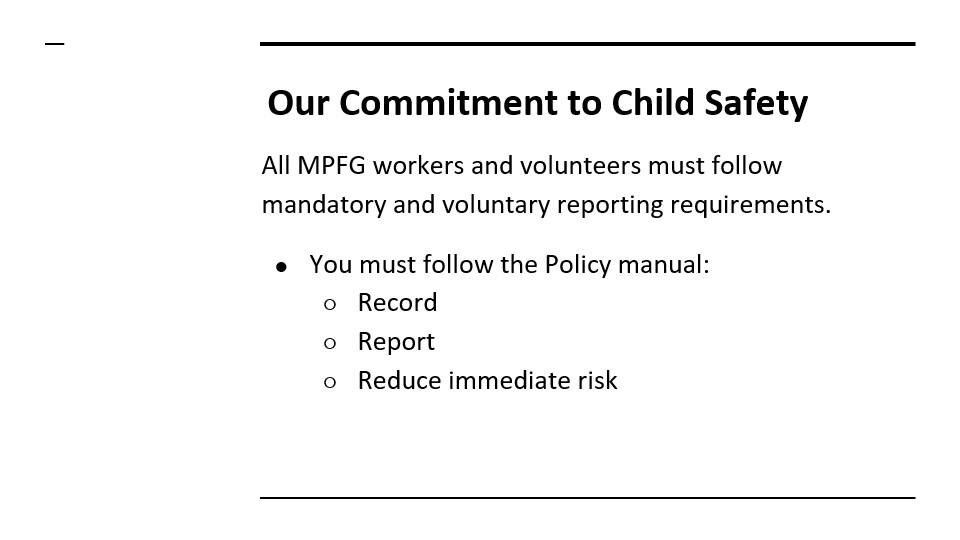 Our Commitment to Child Safety
All MPFG workers and volunteers must follow
mandatory and voluntary reporting requirements.
● You must follow the Policy manual:
o Record
o Report
o Reduce immediate risk